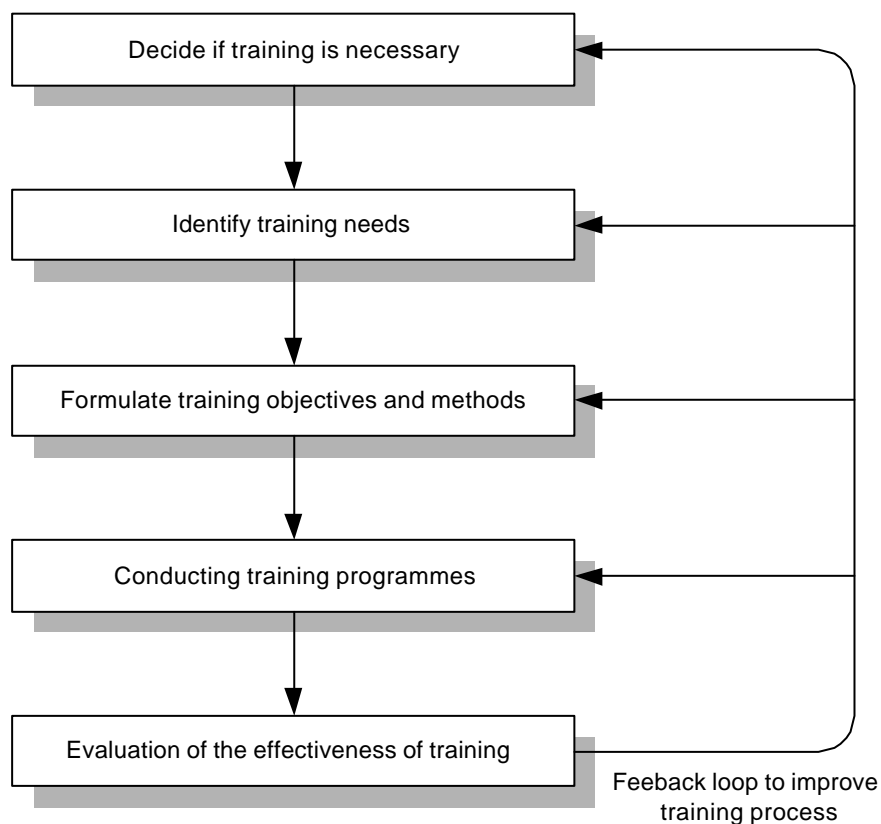 Decide if training is necessary
Identify training needs
Formulate training objectives and methods
Conducting training programmes
Evaluation of the effectiveness of training
Feeback loop to improve
training process